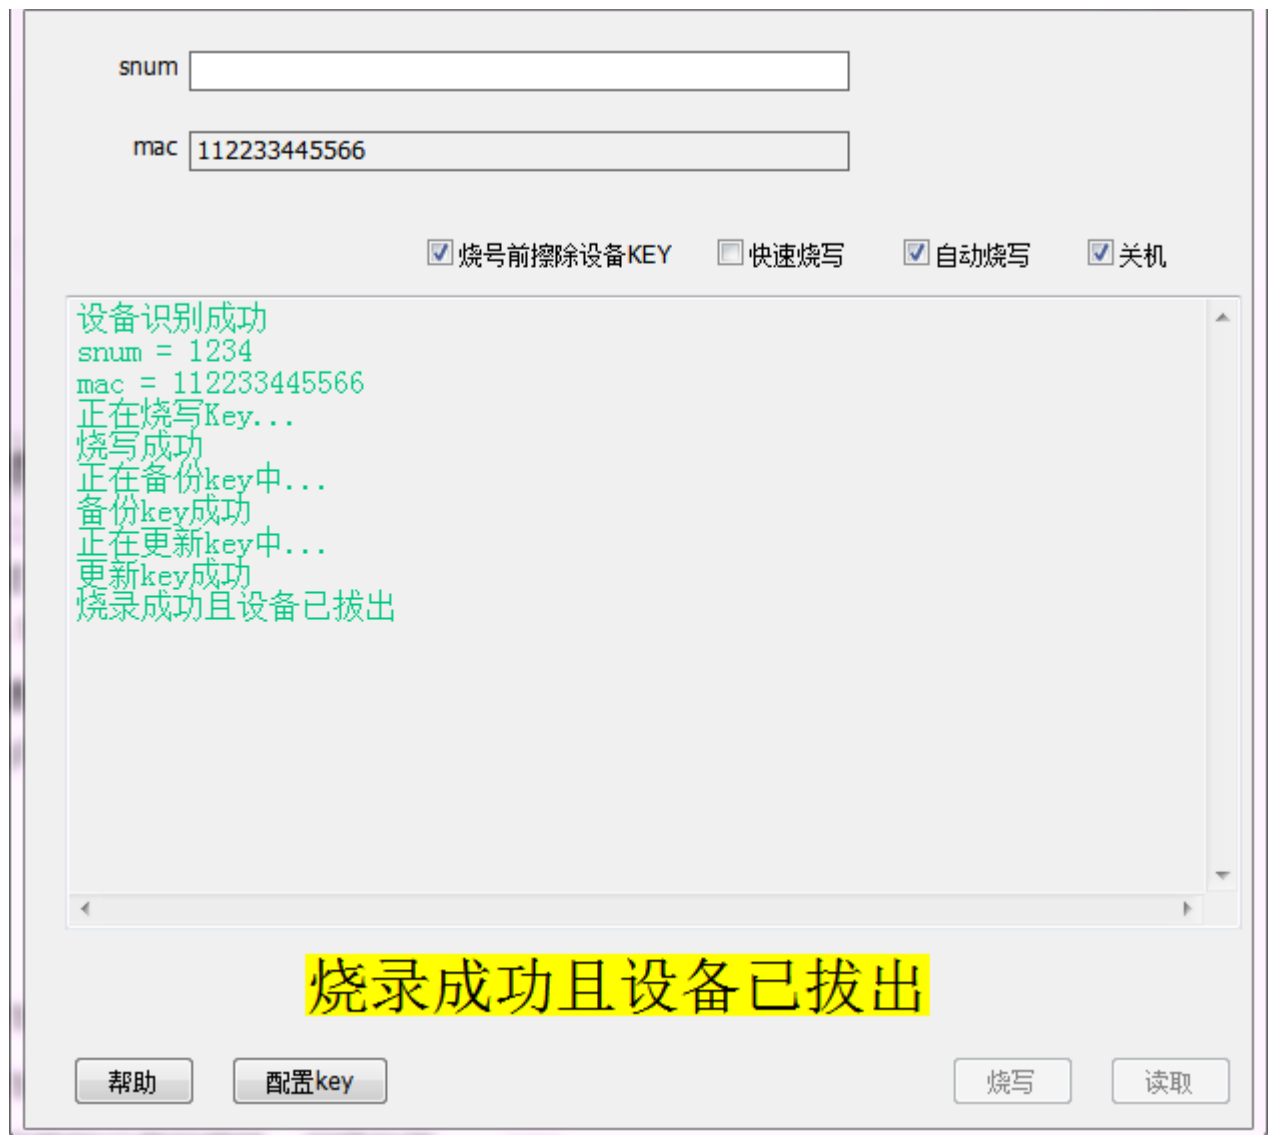 snum
mac 112233445566
烧号前擦除设备KEY 快速烧写 自动烧写 关机
设备识别成功
snum = 1234
mac = 112233445566
正在烧写Key...
烧写成功
正在备份key中...
备份key成功
正在更新key中...
更新key成功
烧录成功且设备已拔出
烧录成功且设备已拔出
帮助 配置key 烧写 读取